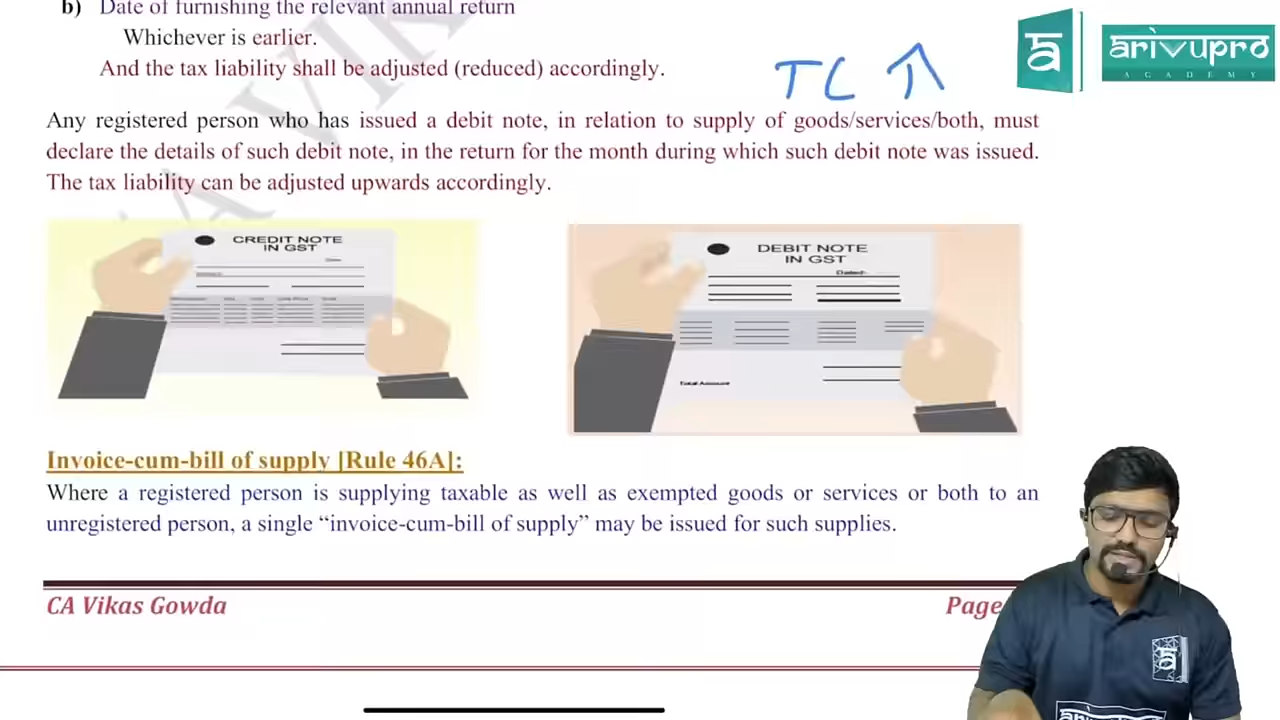 b) Date of furnishing the relevant annual return
Whichever is earlier.
And the tax liability shall be adjusted (reduced) accordingly.
TL ↑
Any registered person who has issued a debit note, in relation to supply of goods/services/both, must
declare the details of such debit note, in the return for the month during which such debit note was issued.
The tax liability can be adjusted upwards accordingly.
CREDIT NOTE
IN GST
DEBIT NOTE
IN GST
Dated:
Total Amount
Invoice-cum-bill of supply [Rule 46A]:
Where a registered person is supplying taxable as well as exempted goods or services or both to an
unregistered person, a single “invoice-cum-bill of supply” may be issued for such supplies.
CA Vikas Gowda
Page
arivupro
ACADEMY